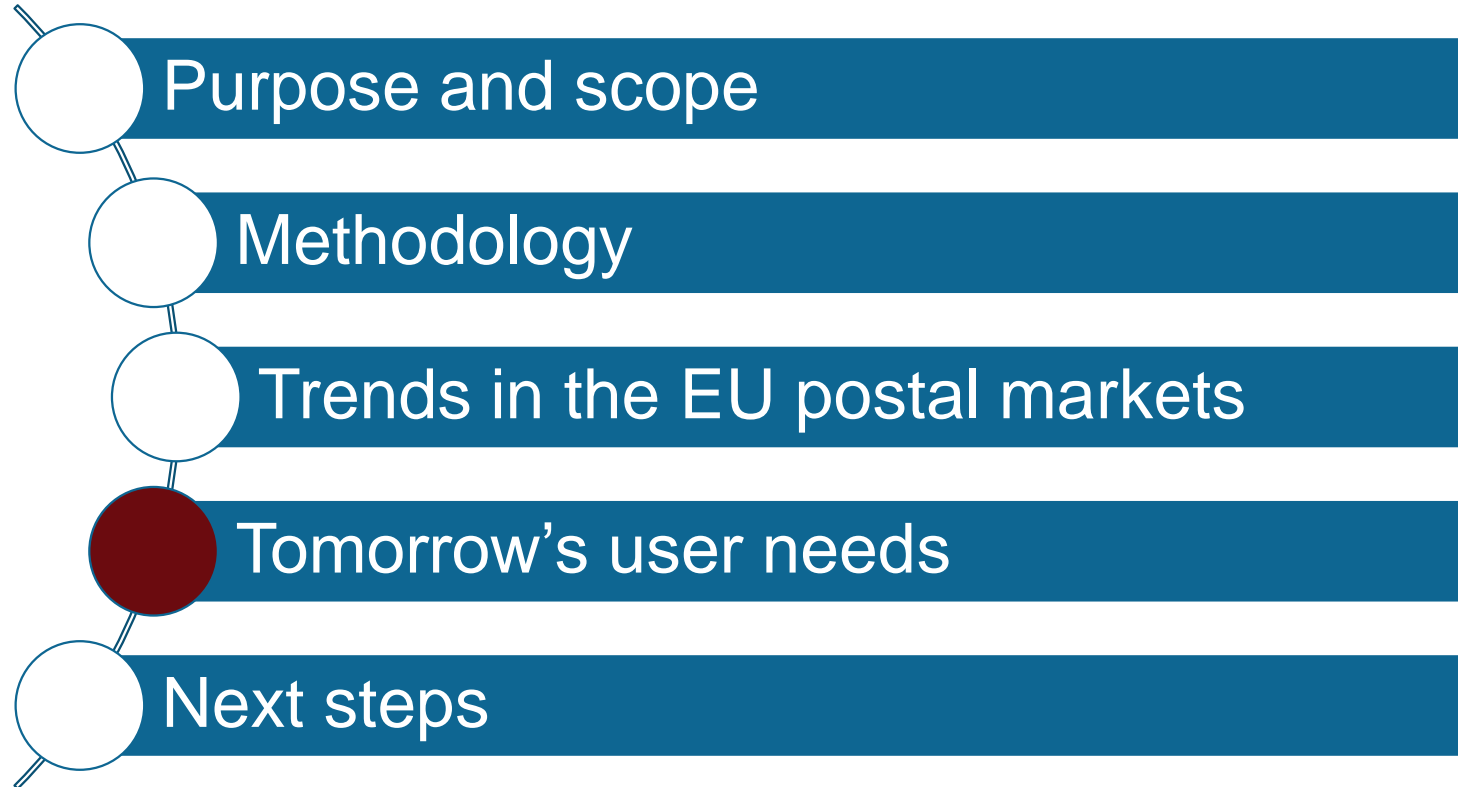 Purpose and scope
Methodology
Trends in the EU postal markets
Tomorrow’s user needs
Next steps